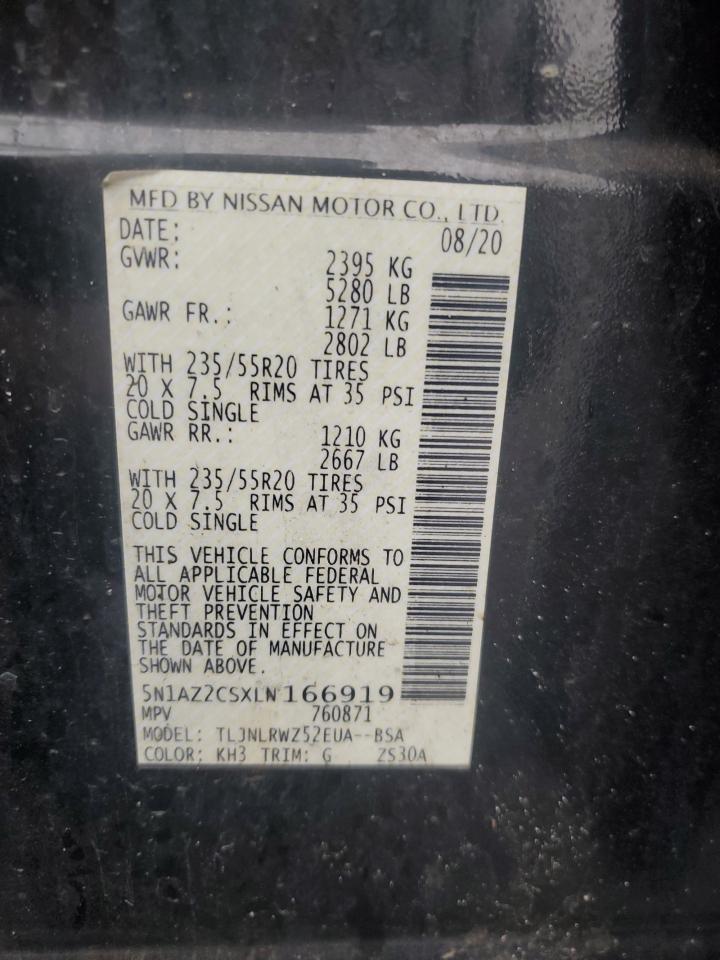 MFD BY NISSAN MOTOR CO., LTD.
DATE: 08/20
GVWR: 2395 KG
5280 LB
GAWR FR.: 1271 KG
2802 LB
WITH 235/55R20 TIRES
20 X 7.5 RIMS AT 35 PSI
COLD SINGLE
GAWR RR.: 1210 KG
2667 LB
WITH 235/55R20 TIRES
20 X 7.5 RIMS AT 35 PSI
COLD SINGLE
THIS VEHICLE CONFORMS TO
ALL APPLICABLE FEDERAL
MOTOR VEHICLE SAFETY AND
THEFT PREVENTION
STANDARDS IN EFFECT ON
THE DATE OF MANUFACTURE
SHOWN ABOVE.
5N1AZ2CSXLN166919
MPV 760871
MODEL: TLJNLRWZ52EUA--BSA
COLOR: KH3 TRIM: G ZS30A